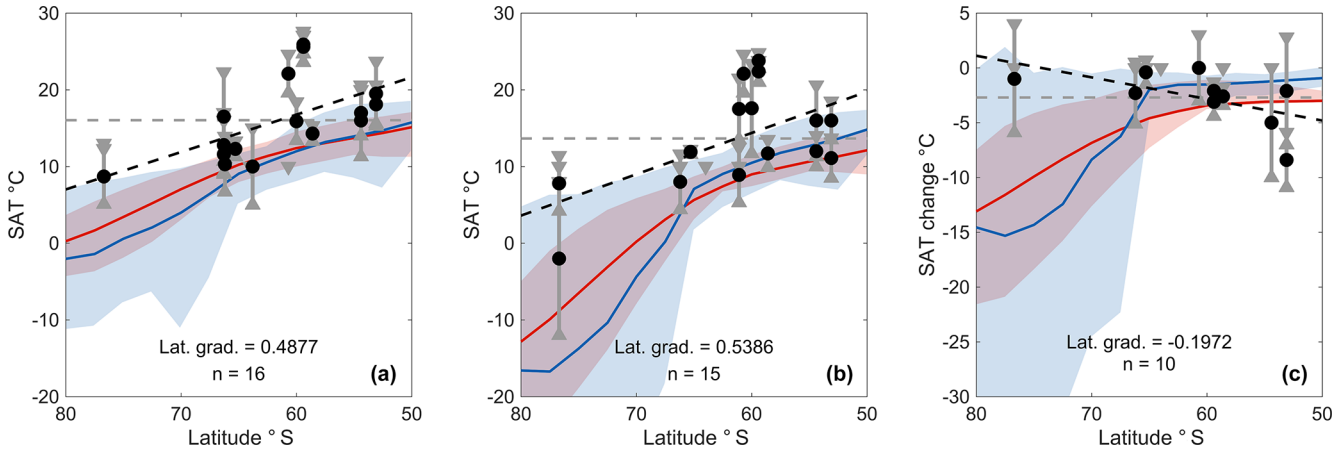 SAT °C
30
20
10
0
-10
-20
80
70
60
50
Latitude ° S
Lat. grad. = 0.4877
n = 16
(a)
SAT °C
30
20
10
0
-10
-20
80
70
60
50
Latitude ° S
Lat. grad. = 0.5386
n = 15
(b)
SAT change °C
5
0
-5
-10
-15
-20
-25
-30
80
70
60
50
Latitude ° S
Lat. grad. = -0.1972
n = 10
(c)